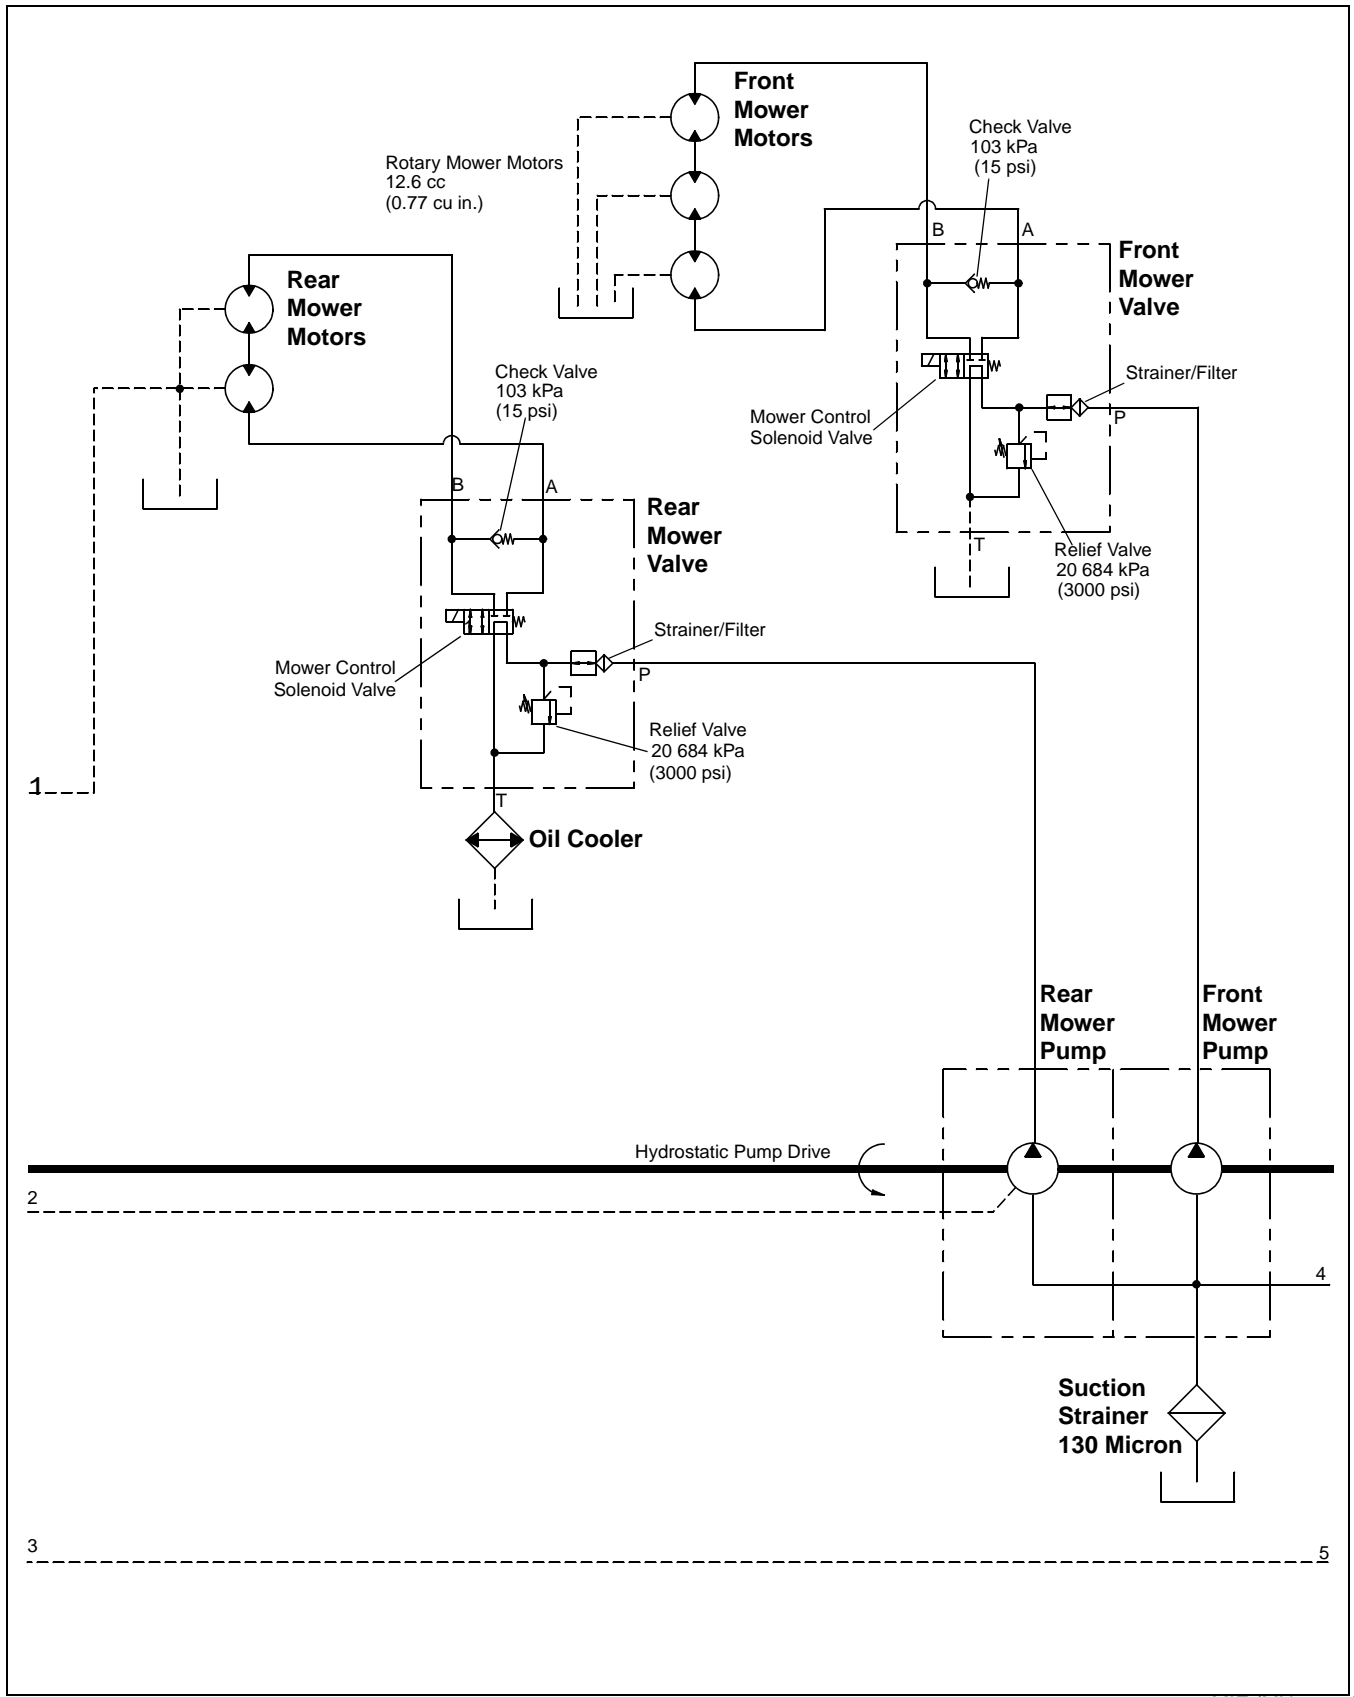 Front
Mower
Motors
Check Valve
103 kPa
(15 psi)
Rotary Mower Motors
12.6 cc
(0.77 cu in.)
B
A
Front
Mower
Valve
Rear
Mower
Motors
Check Valve
103 kPa
(15 psi)
Strainer/Filter
Mower Control
Solenoid Valve
P
B
A
Rear
Mower
Valve
T
Relief Valve
20 684 kPa
(3000 psi)
Strainer/Filter
Mower Control
Solenoid Valve
P
Relief Valve
20 684 kPa
(3000 psi)
1
T
Oil Cooler
Rear
Mower
Pump
Front
Mower
Pump
Hydrostatic Pump Drive
2
4
Suction
Strainer
130 Micron
3
5